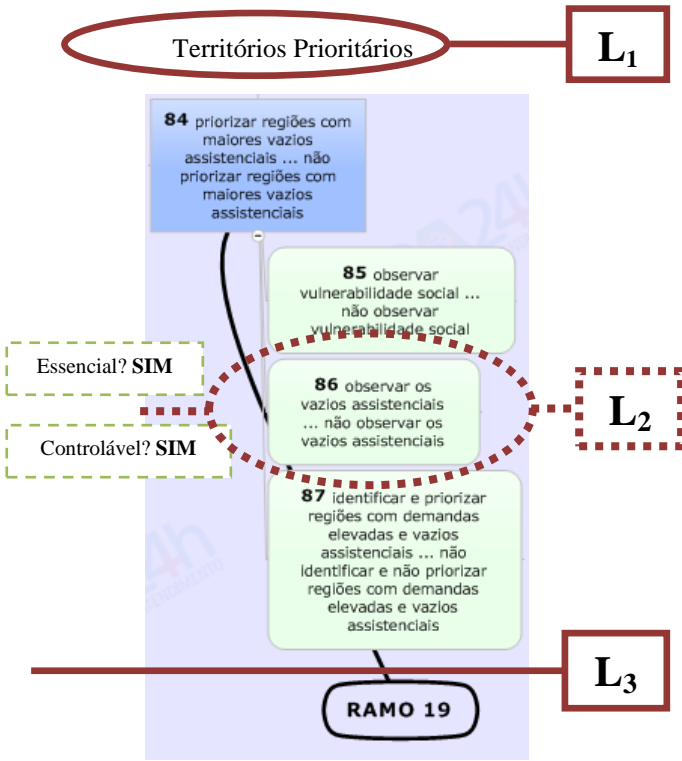 Territórios Prioritários
L1
84 priorizar regiões com
maiores vazios
assistenciais ... não
priorizar regiões com
maiores vazios
assistenciais
24h
85 observar
vulnerabilidade social ...
não observar
vulnerabilidade social
Essencial? SIM
86 observar os
vazios assistenciais
... não observar os
vazios assistenciais
L2
Controlável? SIM
87 identificar e priorizar
regiões com demandas
elevadas e vazios
assistenciais ... não
identificar e não priorizar
regiões com demandas
elevadas e vazios
assistenciais
24h
L3
RAMO 19